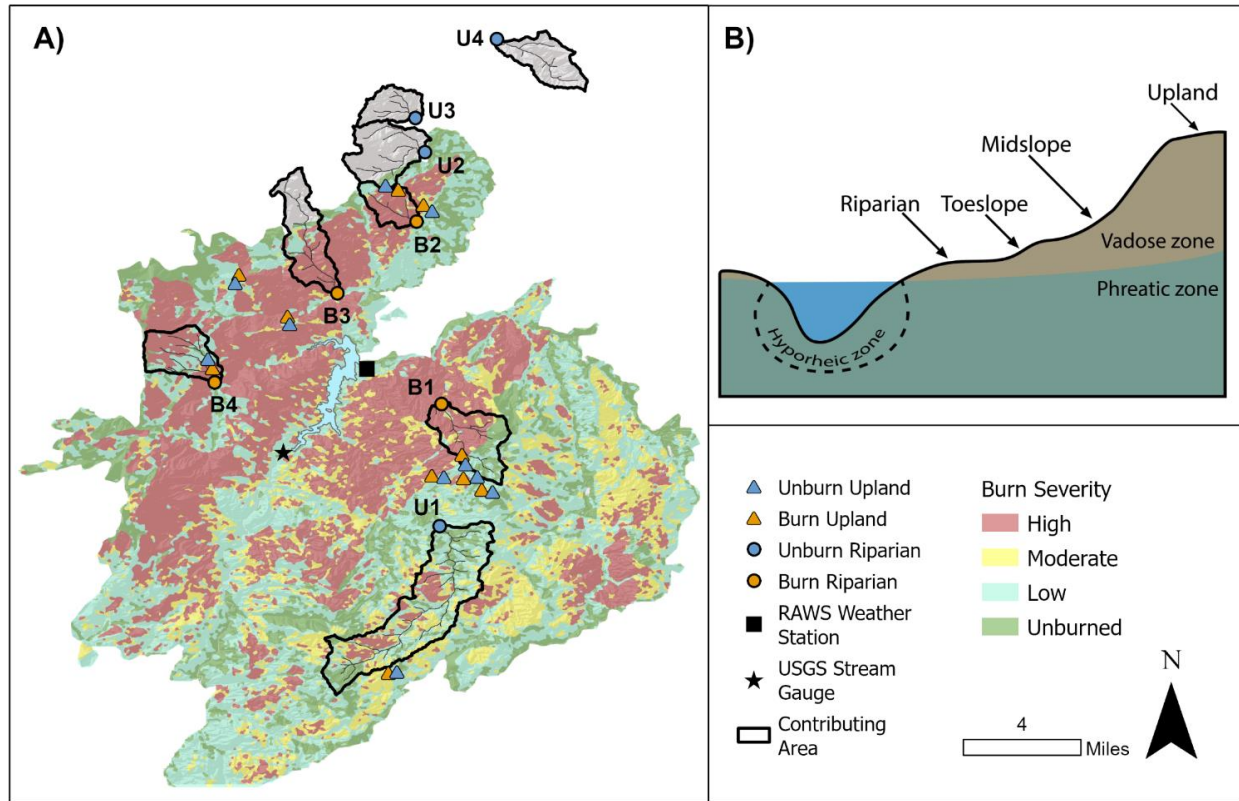 A)
U4
U3
U2
B2
B3
B4
B1
U1
B)
Upland
Midslope
Riparian
Toeslope
Vadose zone
Phreatic zone
Hyporheic zone
Unburn Upland
Burn Upland
Unburn Riparian
Burn Riparian
RAWS Weather
Station
USGS Stream
Gauge
Contributing
Area
Burn Severity
High
Moderate
Low
Unburned
N
4
Miles